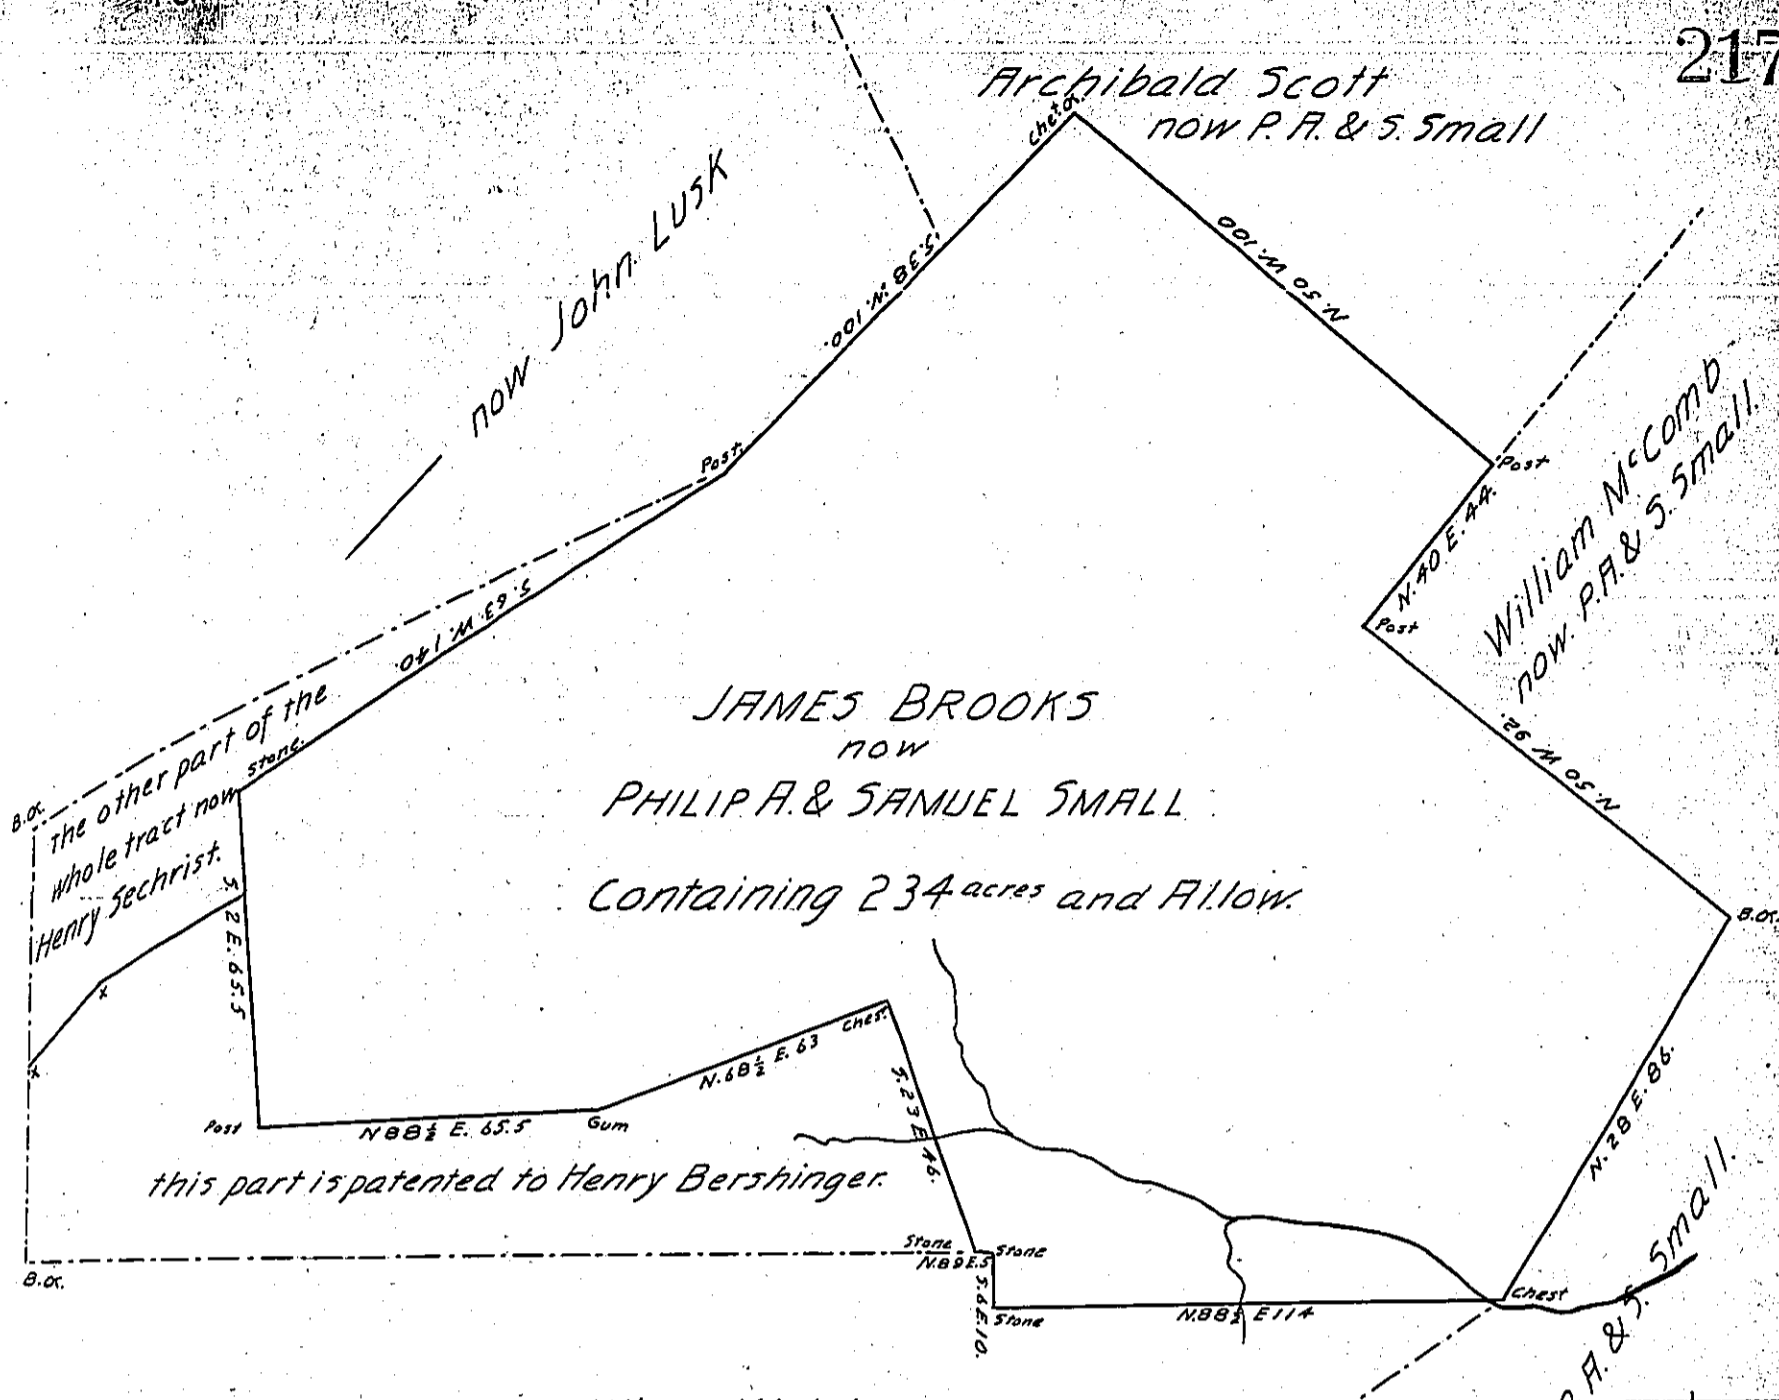 217
Archibald Scott
now P. A. & S. Small
Chet. o.
now John Lusk
S. 38 W. 100.
N. 50 W. 100
Post
William McComb
now P. A. & S. Small.
N. 40 E. 44.
Post
Post.
S. 63 W. 140.
JAMES BROOKS
now
PHILIP A. & SAMUEL SMALL
Containing 234 acres and Allow.
N. 50 W 92.
B.O.
the other part of the
whole tract now
Henry Sechrist.
Stone.
B.O.
S. 2 E. 65.5
x
x
Post
N 88½ E. 65.5
Gum
N. 68½ E. 63
Ches.
S. 23 E 46.
N. 28 E. 86.
this part is patented to Henry Bershinger.
Stone
N. 89 E. 5
Stone
S. 6 E. 10.
Stone
N. 88½ E 114
Chest
B.O.
A. & S. Small.